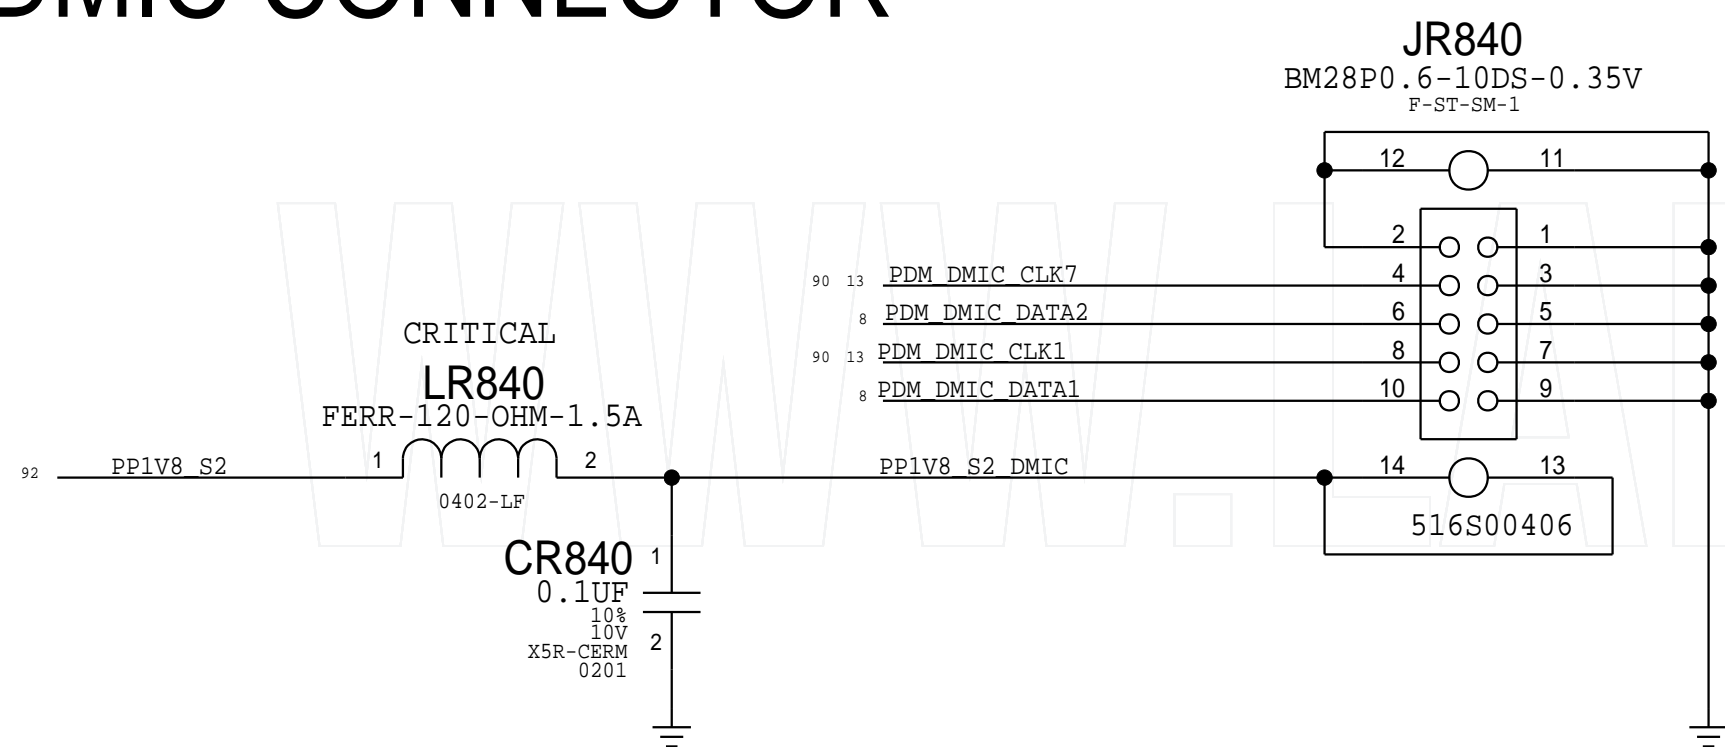 DMIC CONNECTOR
JR840
BM28P0.6-10DS-0.35V
F-ST-SM-1
12 11
2 1
90 13 PDM_DMIC_CLK7 4 3
8 PDM_DMIC_DATA2 6 5
90 13 PDM_DMIC_CLK1 8 7
8 PDM_DMIC_DATA1 10 9
CRITICAL
LR840
FERR-120-OHM-1.5A
92 PP1V8_S2 1 2 PP1V8_S2_DMIC 14 13
0402-LF
516S00406
CR840 1
0.1UF
10%
10V
X5R-CERM 2
0201
WWW.LA